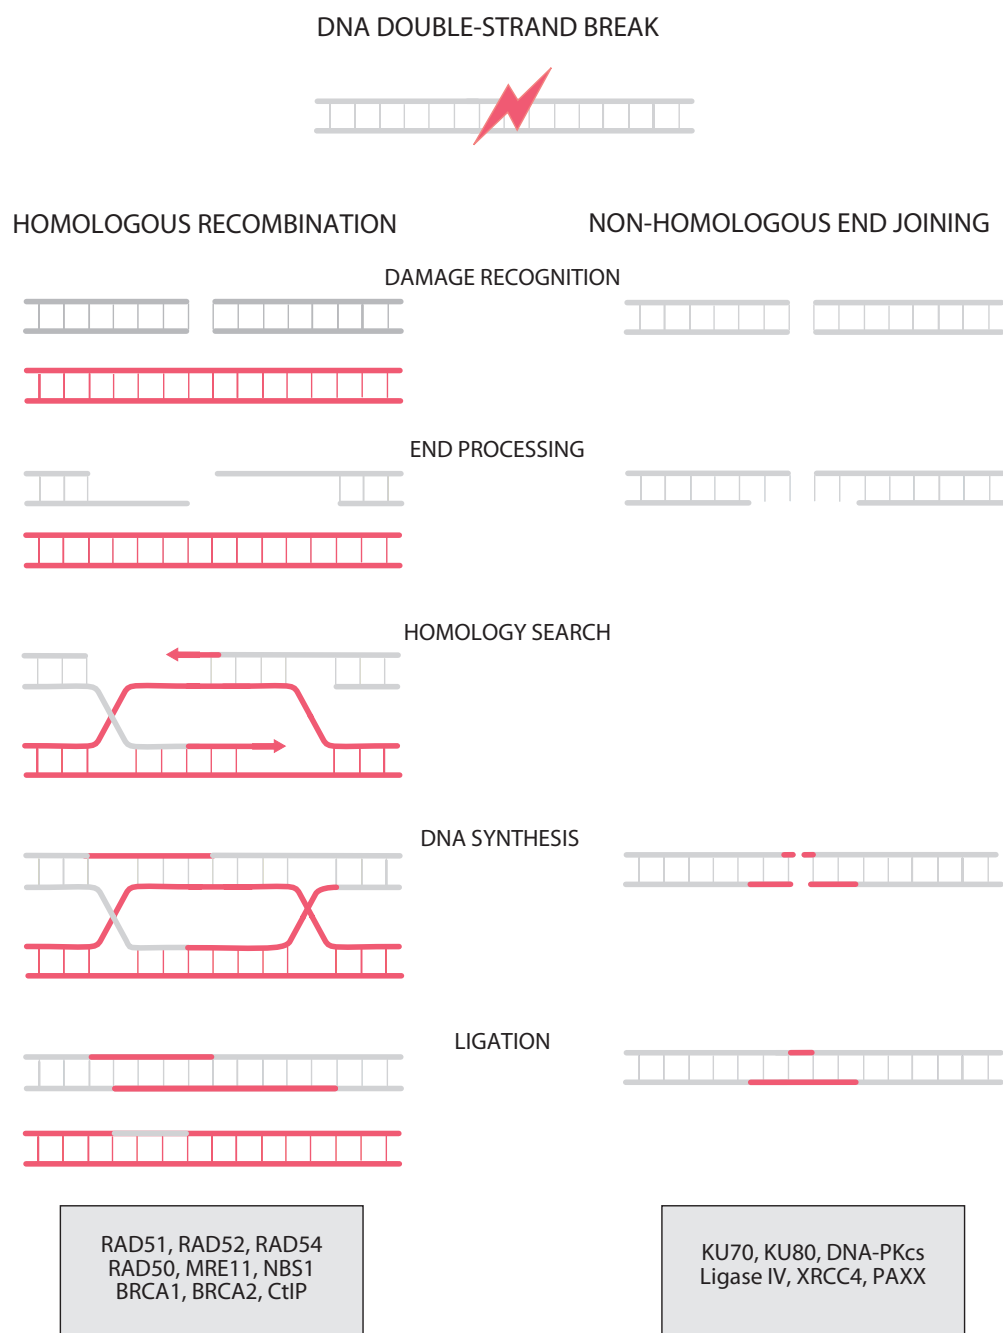 DNA DOUBLE-STRAND BREAK
HOMOLOGOUS RECOMBINATION
NON-HOMOLOGOUS END JOINING
DAMAGE RECOGNITION
END PROCESSING
HOMOLOGY SEARCH
DNA SYNTHESIS
LIGATION
RAD51, RAD52, RAD54
RAD50, MRE11, NBS1
BRCA1, BRCA2, CtIP
KU70, KU80, DNA-PKcs
Ligase IV, XRCC4, PAXX